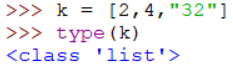 >>> k = [2,4,"32"]
>>> type(k)
<class 'list'>